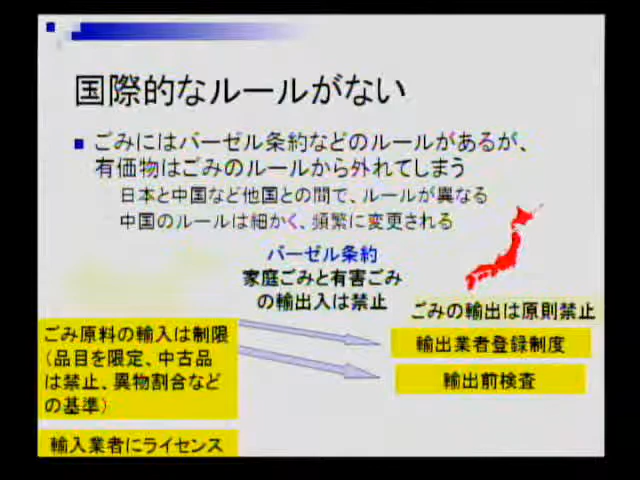 国際的なルールがない
ごみにはバーゼル条約などのルールがあるが、
有価物はごみのルールから外れてしまう
日本と中国など他国との間で、ルールが異なる
中国のルールは細かく、頻繁に変更される
バーゼル条約
家庭ごみと有害ごみ
の輸出入は禁止
ごみの輸出は原則禁止
ごみ原料の輸入は制限
（品目を限定、中古品
は禁止、異物割合など
の基準）
輸出業者登録制度
輸出前検査
輸入業者にライセンス